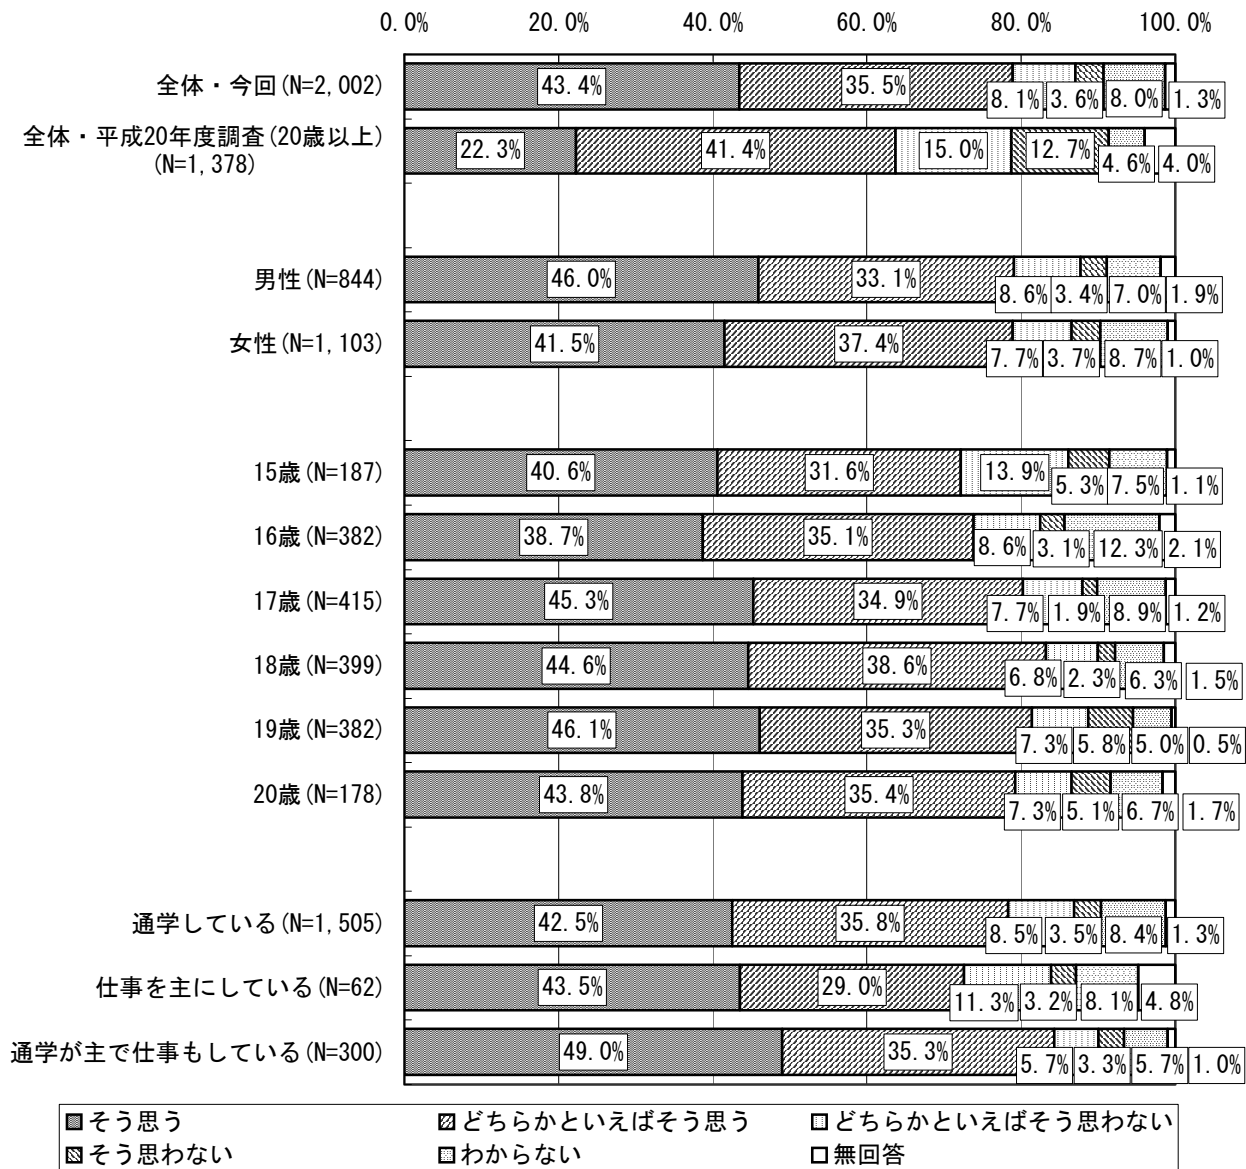 0.0% 20.0% 40.0% 60.0% 80.0% 100.0%
全体・今回(N=2,002) 43.4% 35.5% 8.1% 3.6% 8.0% 1.3%
全体・平成20年度調査(20歳以上)
(N=1,378) 22.3% 41.4% 15.0% 12.7% 4.6% 4.0%
男性(N=844) 46.0% 33.1% 8.6% 3.4% 7.0% 1.9%
女性(N=1,103) 41.5% 37.4% 7.7% 3.7% 8.7% 1.0%
15歳(N=187) 40.6% 31.6% 13.9% 5.3% 7.5% 1.1%
16歳(N=382) 38.7% 35.1% 8.6% 3.1% 12.3% 2.1%
17歳(N=415) 45.3% 34.9% 7.7% 1.9% 8.9% 1.2%
18歳(N=399) 44.6% 38.6% 6.8% 2.3% 6.3% 1.5%
19歳(N=382) 46.1% 35.3% 7.3% 5.8% 5.0% 0.5%
20歳(N=178) 43.8% 35.4% 7.3% 5.1% 6.7% 1.7%
通学している(N=1,505) 42.5% 35.8% 8.5% 3.5% 8.4% 1.3%
仕事を主にしている(N=62) 43.5% 29.0% 11.3% 3.2% 8.1% 4.8%
通学が主で仕事もしている(N=300) 49.0% 35.3% 5.7% 3.3% 5.7% 1.0%
そう思う どちらかといえばそう思う どちらかといえばそう思わない
そう思わない わからない 無回答